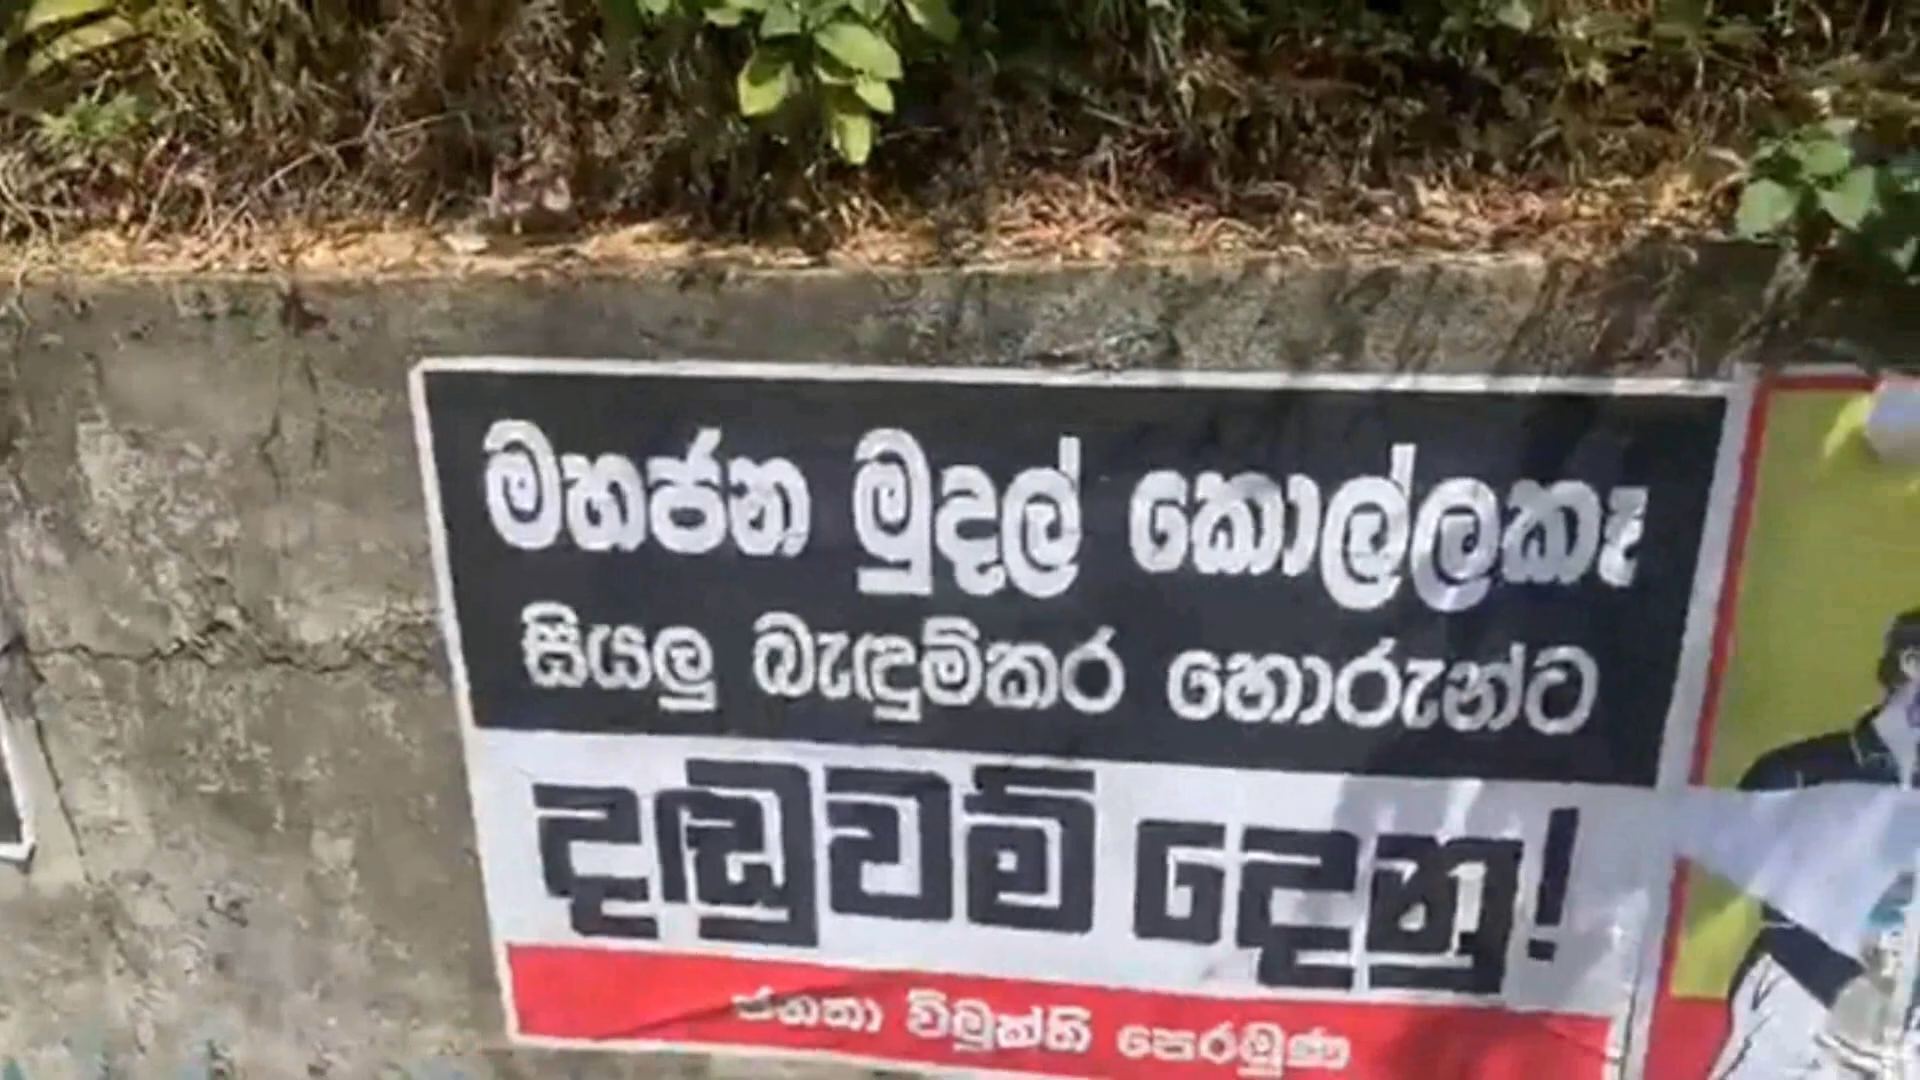 මහජන මුදල් කොල්ලකෑ
සියලු බැඳුම්කර හොරුන්ට
දඬුවම් දෙනු!
ජනතා විමුක්ති පෙරමුණ